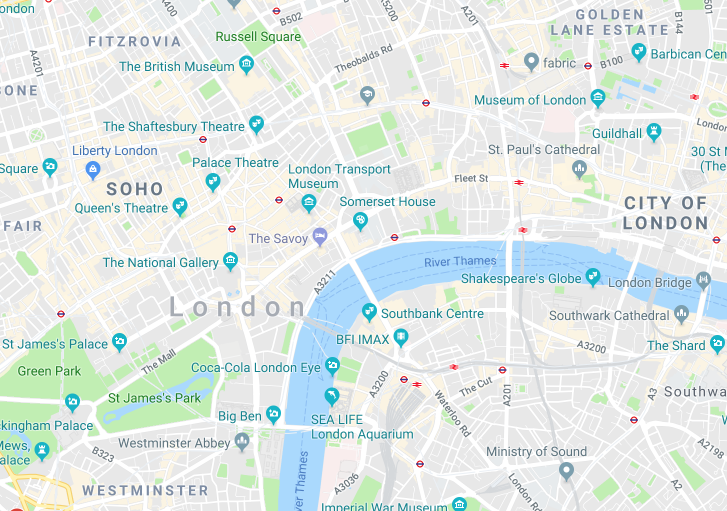 ondon
B502
A5200
GOLDEN
LANE ESTATE
B144
FITZROVIA
Russell Square
A4201
The British Museum
Theobalds Rd
fabric
B100
Barbican Cen
ONE
Museum of London
The Shaftesbury Theatre
Guildhall
London
Liberty London
Square
Palace Theatre
London Transport
Museum
St. Paul's Cathedral
30 St M
(The
SOHO
Fleet St
Queen's Theatre
Somerset House
CITY OF
LONDON
FAIR
The Savoy
The National Gallery
River Thames
A3211
Shakespeare's Globe
London Bridge
London
Southbank Centre
Southwark Cathedral
St James's Palace
The Mall
BFI IMAX
A3200
The Shard
Green Park
Coca-Cola London Eye
A3200
The Cut
A201
A3
Southwa
St James's Park
Waterloo Rd
ckingham Palace
Big Ben
SEA LIFE
London Aquarium
Mews,
alace
Westminster Abbey
B323
Ministry of Sound
A2198
ver Thames
A3036
London Rd
WESTMINSTER
Imperial War Museum